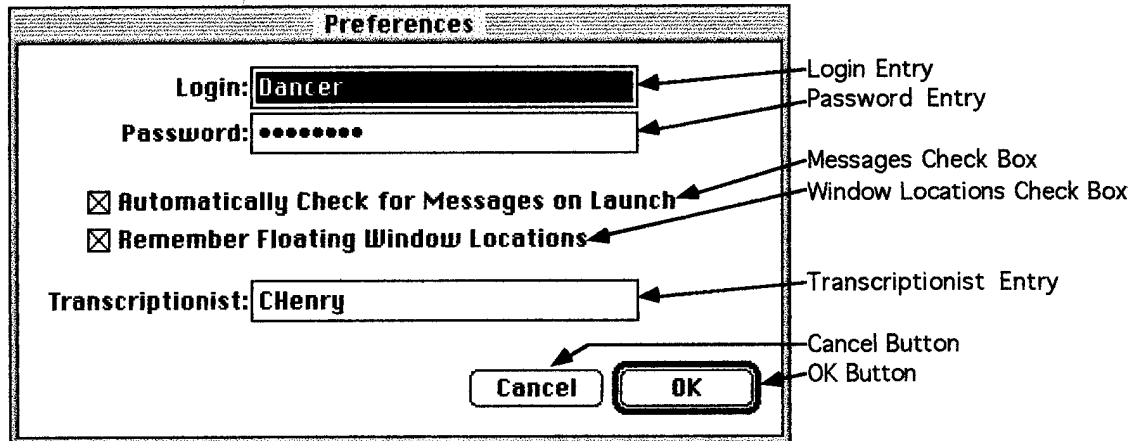 Preferences
Login: Dancer
Login Entry
Password: ••••••••
Password Entry
Messages Check Box
Automatically Check for Messages on Launch
Window Locations Check Box
Remember Floating Window Locations
Transcriptionist: CHenry
Transcriptionist Entry
Cancel Button
Cancel
OK
OK Button